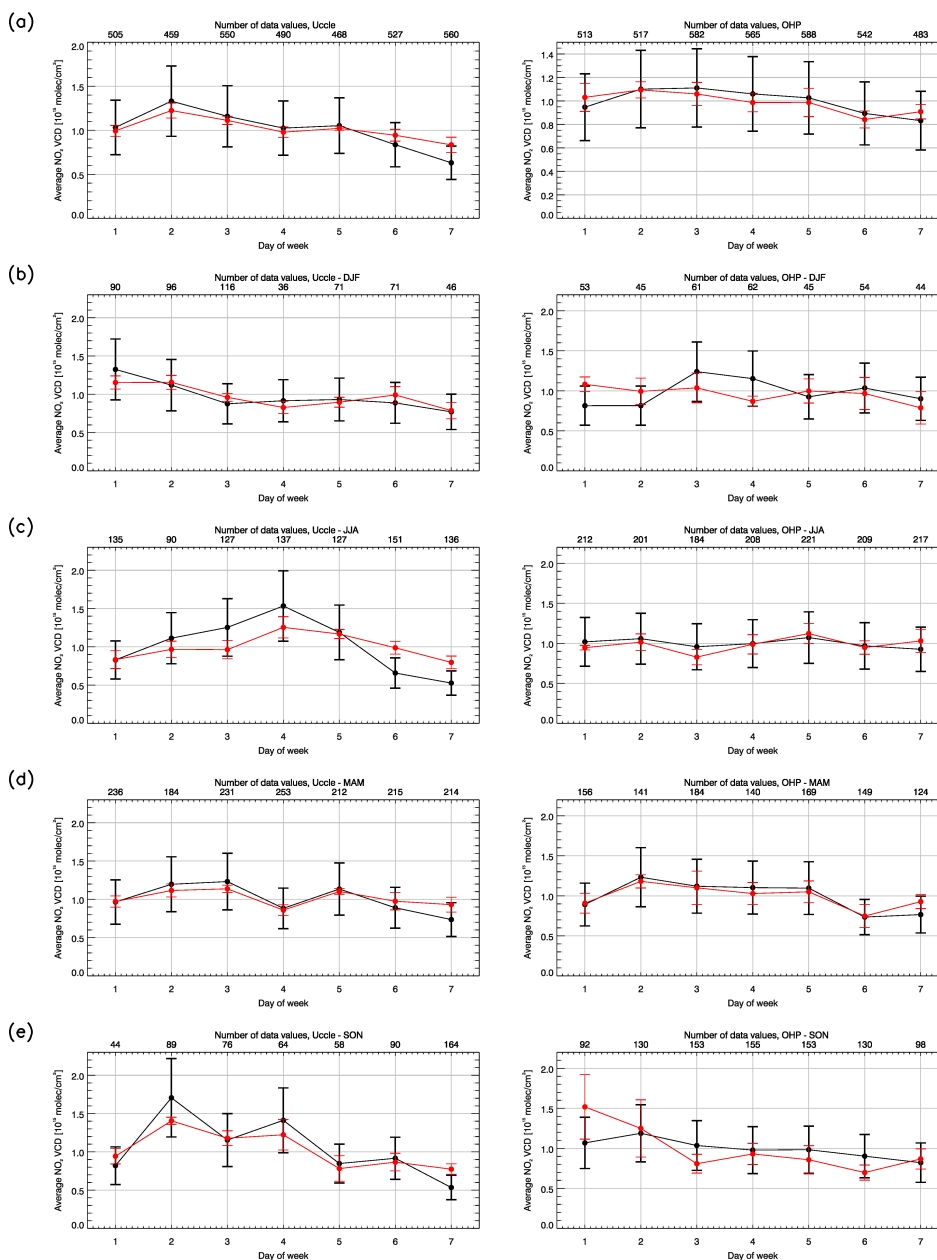 (a)
Number of data values, Uccle
505 459 550 490 468 527 560
Average NO₂ VCD [10¹⁵ molec/cm²]
2.0
1.5
1.0
0.5
0.0
1 2 3 4 5 6 7
Day of week
Number of data values, OHP
513 517 582 565 588 542 483
Average NO₂ VCD [10¹⁵ molec/cm²]
1.4
1.2
1.0
0.8
0.6
0.4
0.2
0.0
1 2 3 4 5 6 7
Day of week
(b)
Number of data values, Uccle - DJF
90 96 116 36 71 71 46
Average NO₂ VCD [10¹⁵ molec/cm²]
2.0
1.5
1.0
0.5
0.0
1 2 3 4 5 6 7
Day of week
Number of data values, OHP - DJF
53 45 61 62 45 54 44
Average NO₂ VCD [10¹⁵ molec/cm²]
2.0
1.5
1.0
0.5
0.0
1 2 3 4 5 6 7
Day of week
(c)
Number of data values, Uccle - JJA
135 90 127 137 127 151 136
Average NO₂ VCD [10¹⁵ molec/cm²]
2.0
1.5
1.0
0.5
0.0
1 2 3 4 5 6 7
Day of week
Number of data values, OHP - JJA
212 201 184 208 221 209 217
Average NO₂ VCD [10¹⁵ molec/cm²]
2.0
1.5
1.0
0.5
0.0
1 2 3 4 5 6 7
Day of week
(d)
Number of data values, Uccle - MAM
236 184 231 253 212 215 214
Average NO₂ VCD [10¹⁵ molec/cm²]
2.0
1.5
1.0
0.5
0.0
1 2 3 4 5 6 7
Day of week
Number of data values, OHP - MAM
156 141 184 140 169 149 124
Average NO₂ VCD [10¹⁵ molec/cm²]
2.0
1.5
1.0
0.5
0.0
1 2 3 4 5 6 7
Day of week
(e)
Number of data values, Uccle - SON
44 89 76 64 58 90 164
Average NO₂ VCD [10¹⁵ molec/cm²]
2.0
1.5
1.0
0.5
0.0
1 2 3 4 5 6 7
Day of week
Number of data values, OHP - SON
92 130 153 155 153 130 98
Average NO₂ VCD [10¹⁵ molec/cm²]
2.0
1.5
1.0
0.5
0.0
1 2 3 4 5 6 7
Day of week